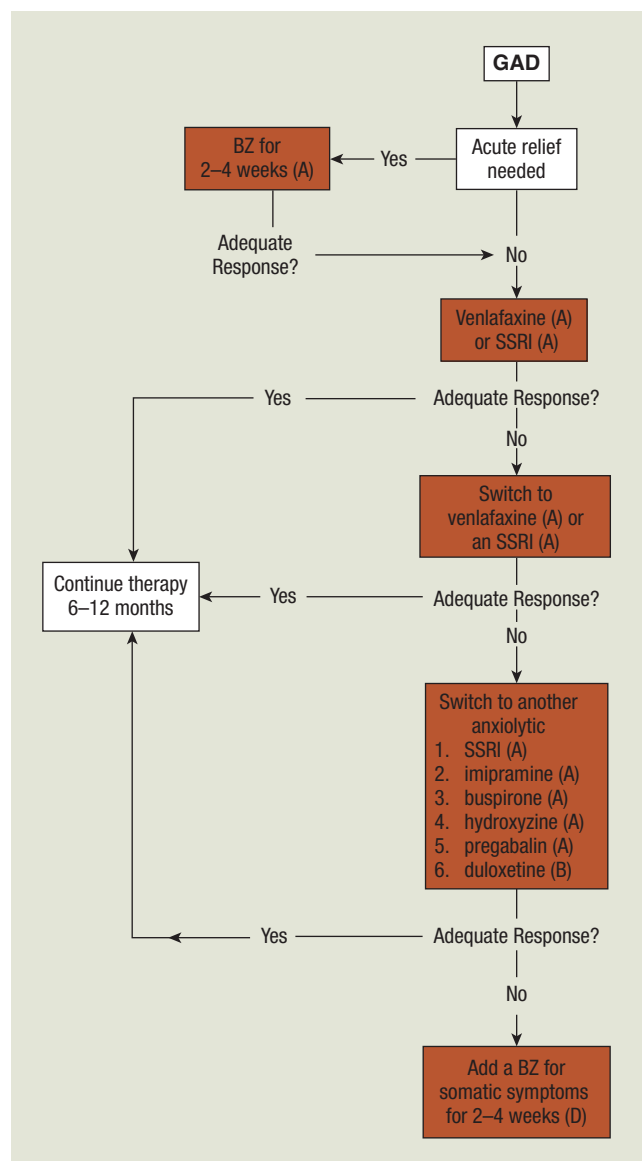 GAD
Acute relief
needed
Yes
BZ for
2–4 weeks (A)
Adequate
Response?
No
Venlafaxine (A)
or SSRI (A)
Adequate Response?
Yes
No
Switch to
venlafaxine (A) or
an SSRI (A)
Adequate Response?
Yes
Continue therapy
6–12 months
No
Switch to another
anxiolytic
1. SSRI (A)
2. imipramine (A)
3. buspirone (A)
4. hydroxyzine (A)
5. pregabalin (A)
6. duloxetine (B)
Adequate Response?
Yes
No
Add a BZ for
somatic symptoms
for 2–4 weeks (D)